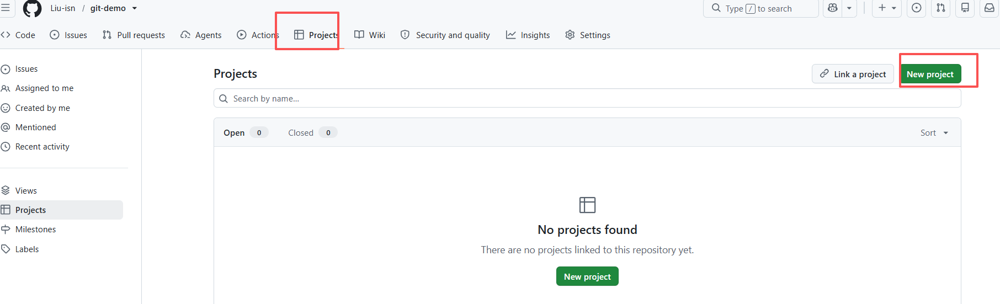 Liu-isn / git-demo
Type / to search
Code Issues Pull requests Agents Actions Projects Wiki Security and quality Insights Settings
Issues
Assigned to me
Created by me
Mentioned
Recent activity
Views
Projects
Milestones
Labels
Projects
Link a project
New project
Search by name...
Open 0 Closed 0 Sort
No projects found
There are no projects linked to this repository yet.
New project